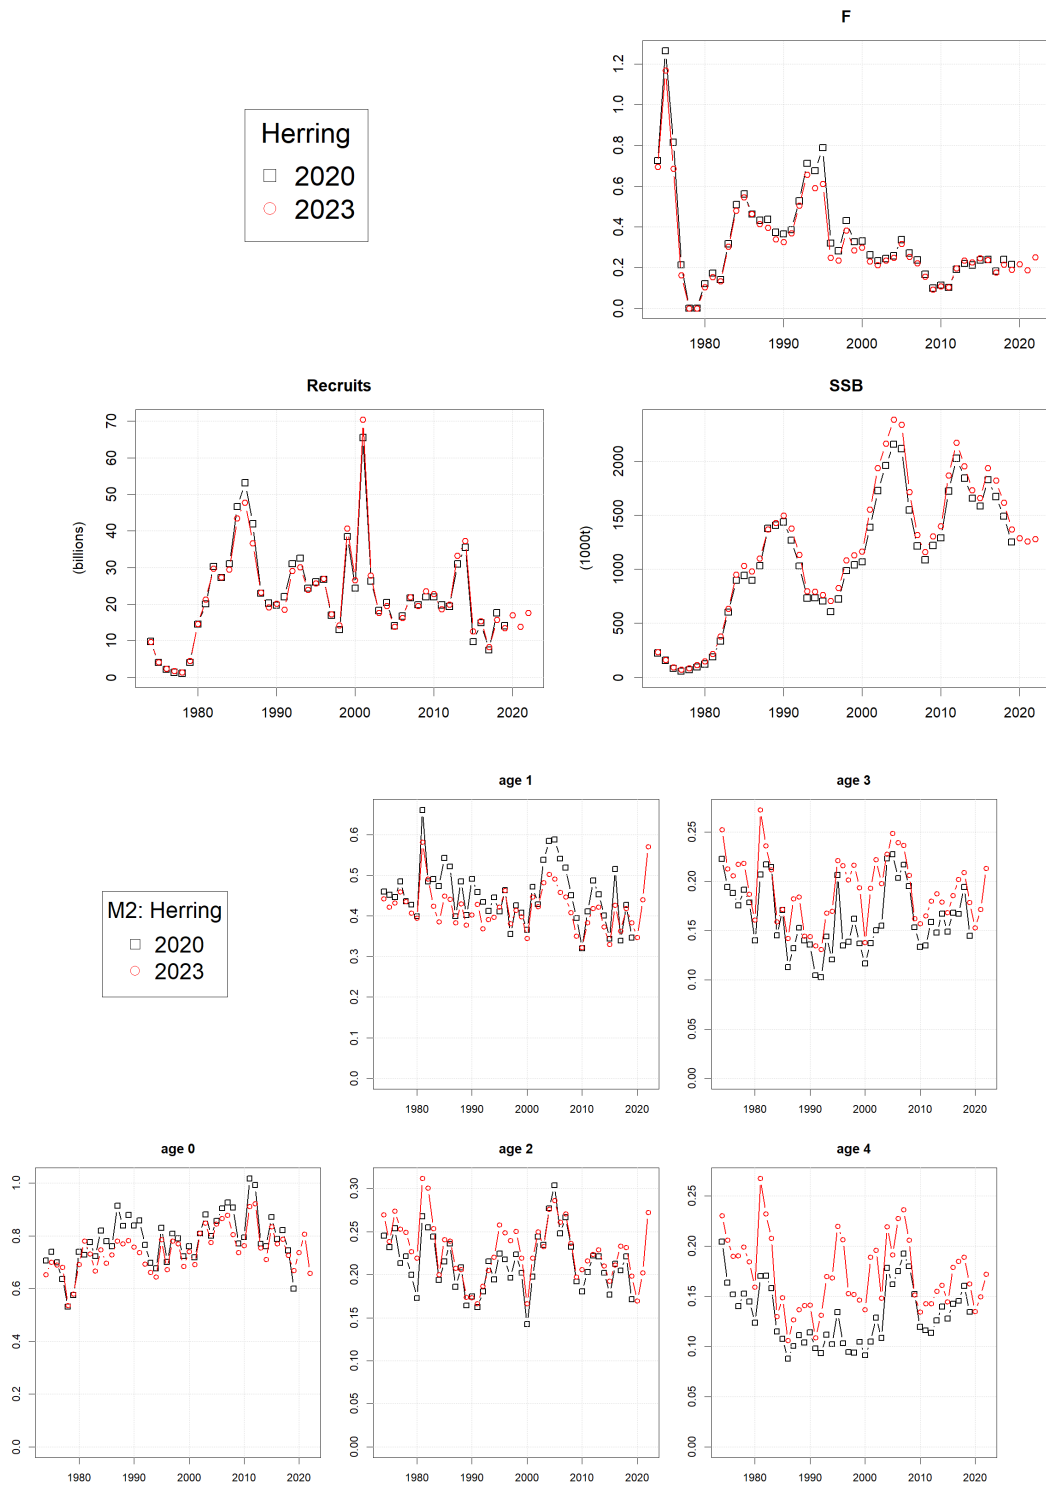 F
Herring
2020
2023
0.0 0.2 0.4 0.6 0.8 1.0 1.2
1980 1990 2000 2010 2020
Recruits
(billions)
0 10 20 30 40 50 60 70
1980 1990 2000 2010 2020
SSB
(1000t)
0 500 1000 1500 2000
1980 1990 2000 2010 2020
M2: Herring
2020
2023
age 1
0.0 0.1 0.2 0.3 0.4 0.5 0.6
1980 1990 2000 2010 2020
age 3
0.00 0.05 0.10 0.15 0.20 0.25
1980 1990 2000 2010 2020
age 0
0.0 0.2 0.4 0.6 0.8 1.0
1980 1990 2000 2010 2020
age 2
0.00 0.05 0.10 0.15 0.20 0.25 0.30
1980 1990 2000 2010 2020
age 4
0.00 0.05 0.10 0.15 0.20 0.25
1980 1990 2000 2010 2020